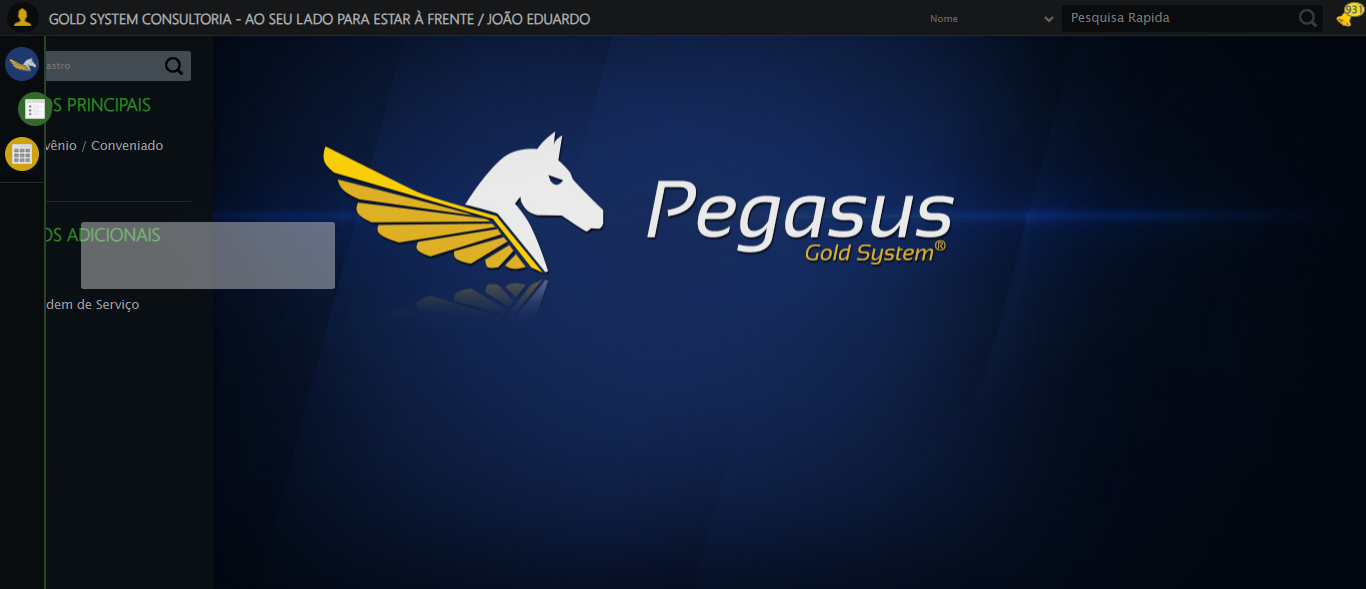 GOLD SYSTEM CONSULTORIA - AO SEU LADO PARA ESTAR À FRENTE / JOÃO EDUARDO
Nome
Pesquisa Rapida
931
astro
S PRINCIPAIS
vênio / Conveniado
OS ADICIONAIS
dem de Serviço
Pegasus
Gold System®